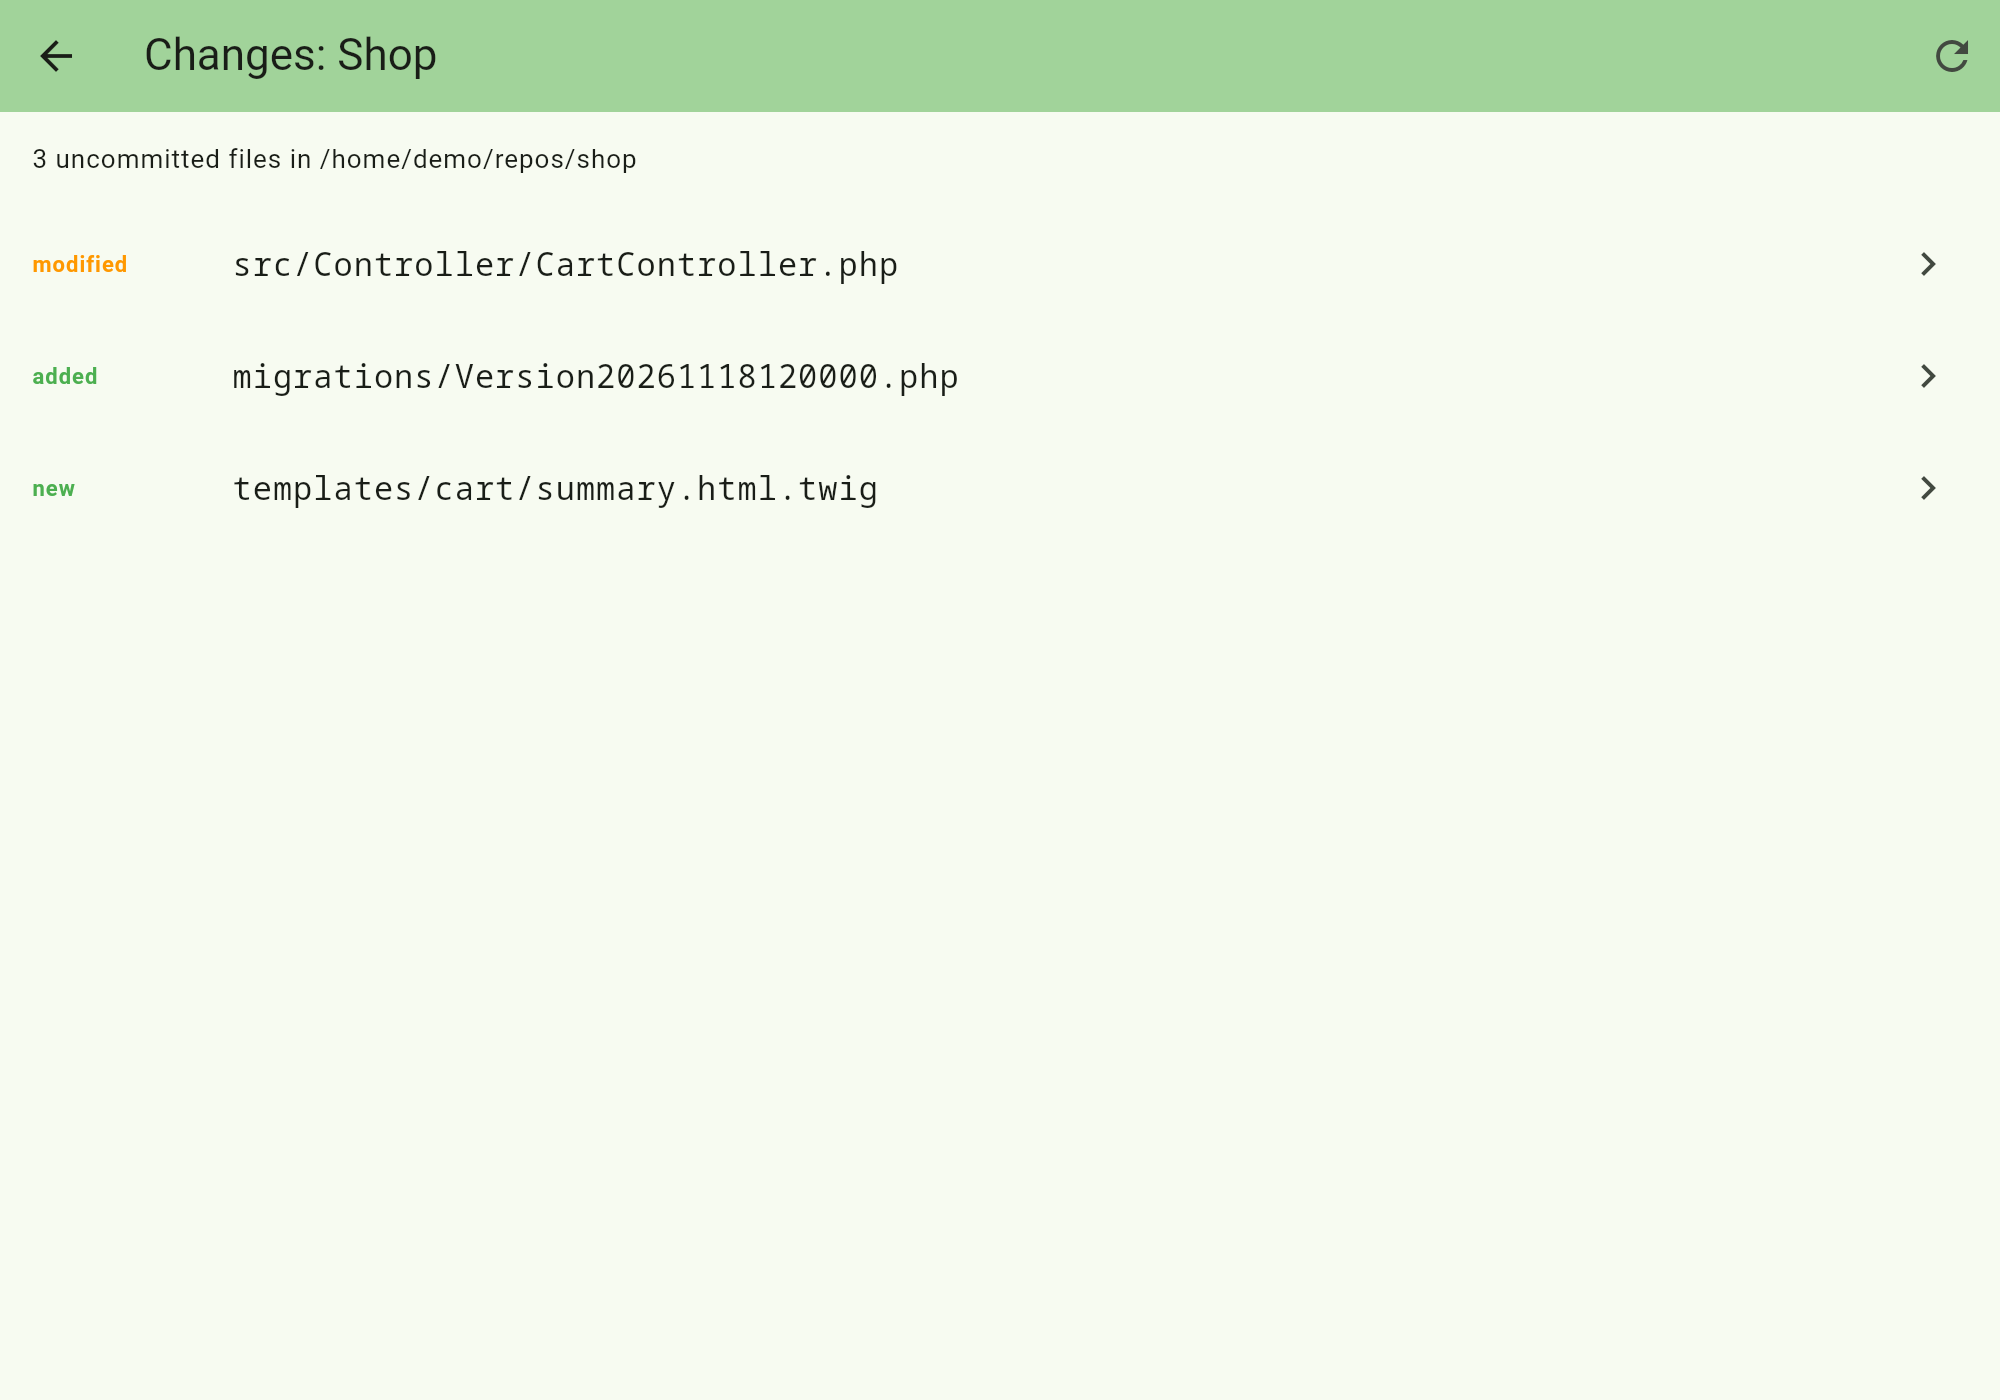 Changes: Shop
3 uncommitted files in /home/demo/repos/shop
modified src/Controller/CartController.php
added migrations/Version20261118120000.php
new templates/cart/summary.html.twig